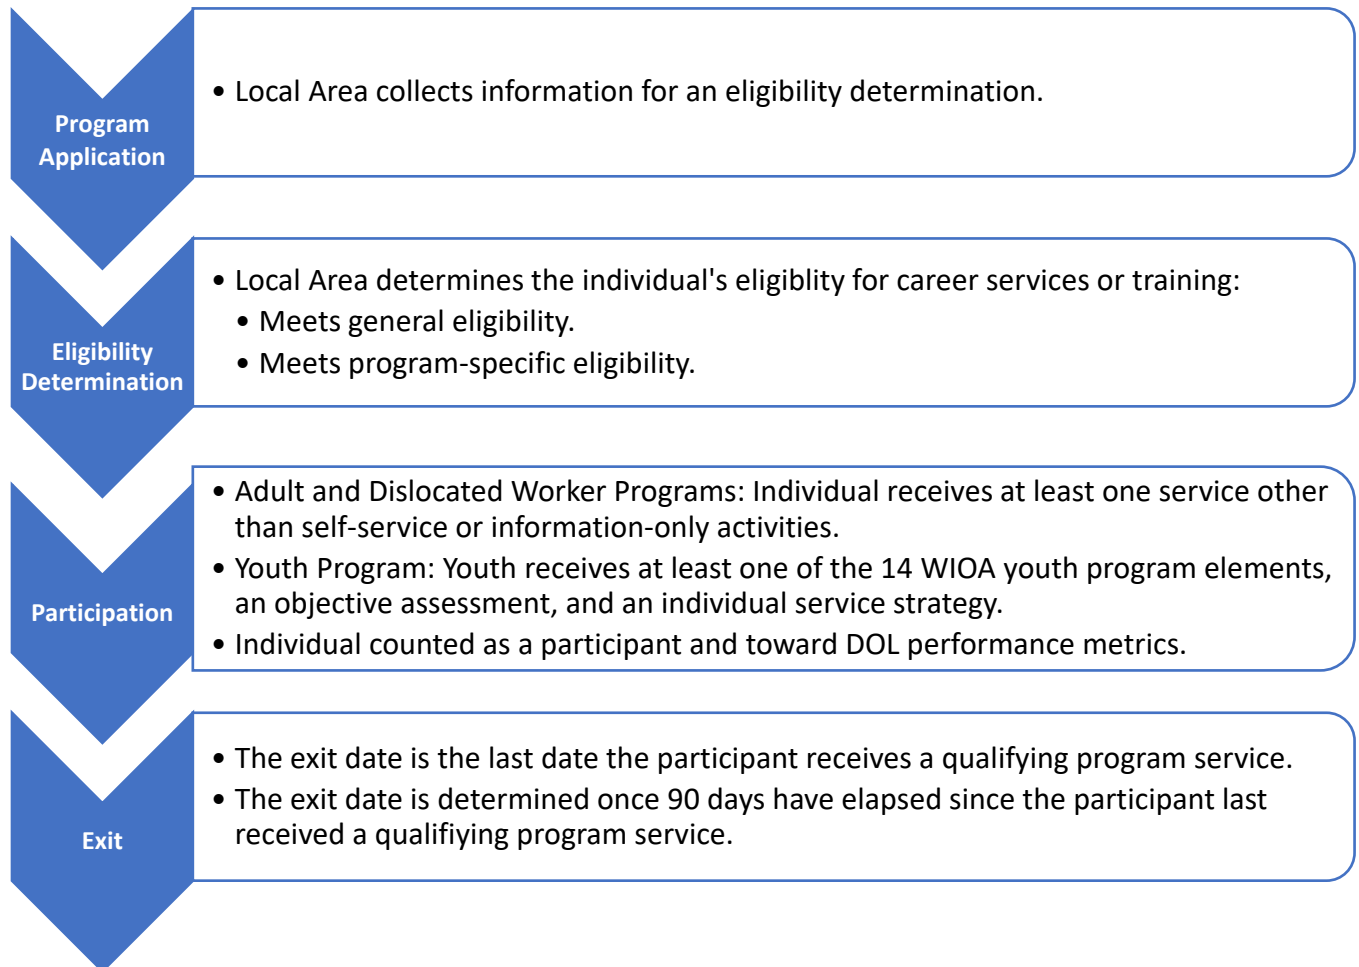 Program
Application
• Local Area collects information for an eligibility determination.
Eligibility
Determination
• Local Area determines the individual's eligiblity for career services or training:
• Meets general eligibility.
• Meets program-specific eligibility.
Participation
• Adult and Dislocated Worker Programs: Individual receives at least one service other
than self-service or information-only activities.
• Youth Program: Youth receives at least one of the 14 WIOA youth program elements,
an objective assessment, and an individual service strategy.
• Individual counted as a participant and toward DOL performance metrics.
Exit
• The exit date is the last date the participant receives a qualifying program service.
• The exit date is determined once 90 days have elapsed since the participant last
received a qualifiying program service.